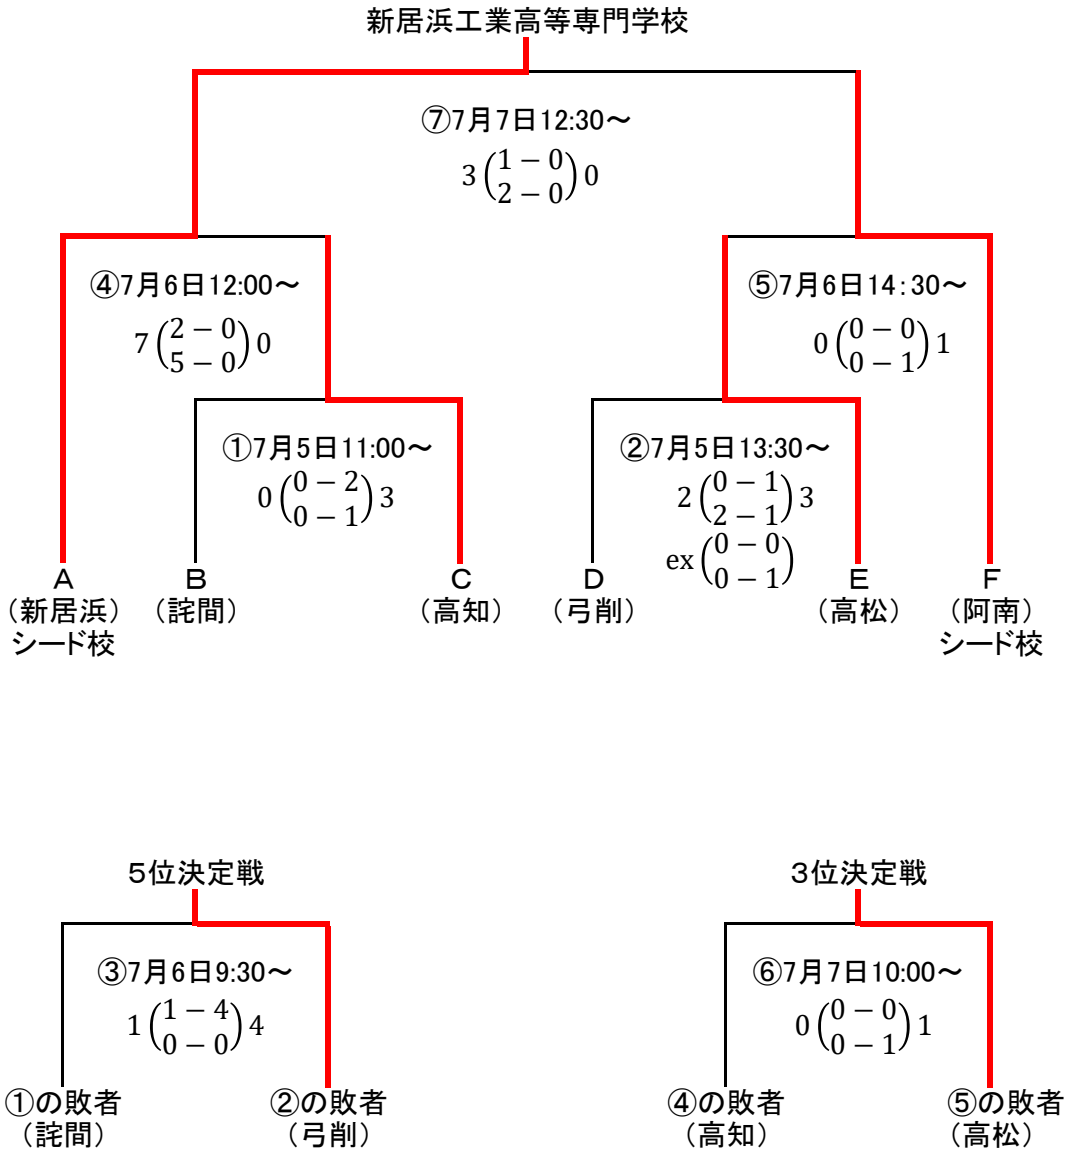 新居浜工業高等専門学校
⑦7月7日12:30～
3(1 − 0
2 − 0)0
④7月6日12:00～
7(2 − 0
5 − 0)0
⑤7月6日14：30～
0(0 − 0
0 − 1)1
①7月5日11:00～
0(0 − 2
0 − 1)3
②7月5日13:30～
2(0 − 1
2 − 1)3
ex(0 − 0
0 − 1)
A
（新居浜）
シード校
B
（詫間）
C
（高知）
D
（弓削）
E
（高松）
F
（阿南）
シード校
５位決定戦
③7月6日9:30～
1(1 − 4
0 − 0)4
①の敗者
（詫間）
②の敗者
（弓削）
３位決定戦
⑥7月7日10:00～
0(0 − 0
0 − 1)1
④の敗者
（高知）
⑤の敗者
（高松）